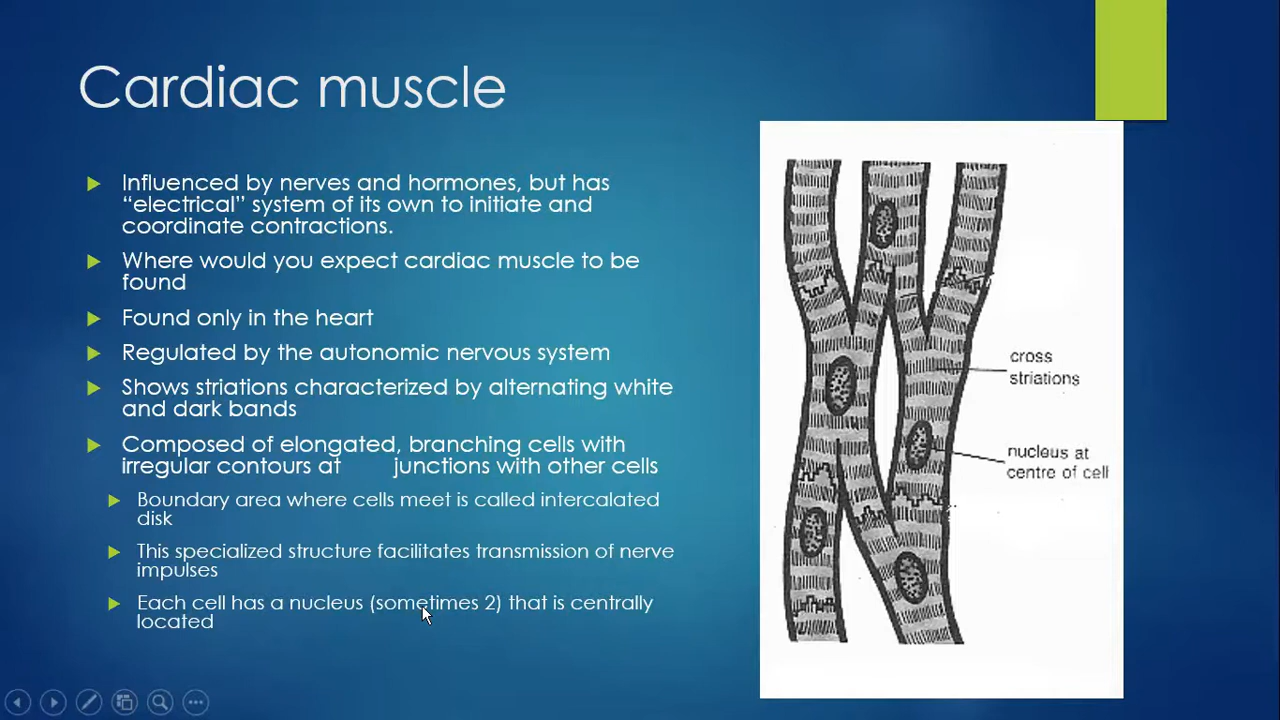 Cardiac muscle
Influenced by nerves and hormones, but has
“electrical” system of its own to initiate and
coordinate contractions.
Where would you expect cardiac muscle to be
found
Found only in the heart
Regulated by the autonomic nervous system
Shows striations characterized by alternating white
and dark bands
Composed of elongated, branching cells with
irregular contours at junctions with other cells
Boundary area where cells meet is called intercalated
disk
This specialized structure facilitates transmission of nerve
impulses
Each cell has a nucleus (sometimes 2) that is centrally
located
cross
striations
nucleus at
centre of cell